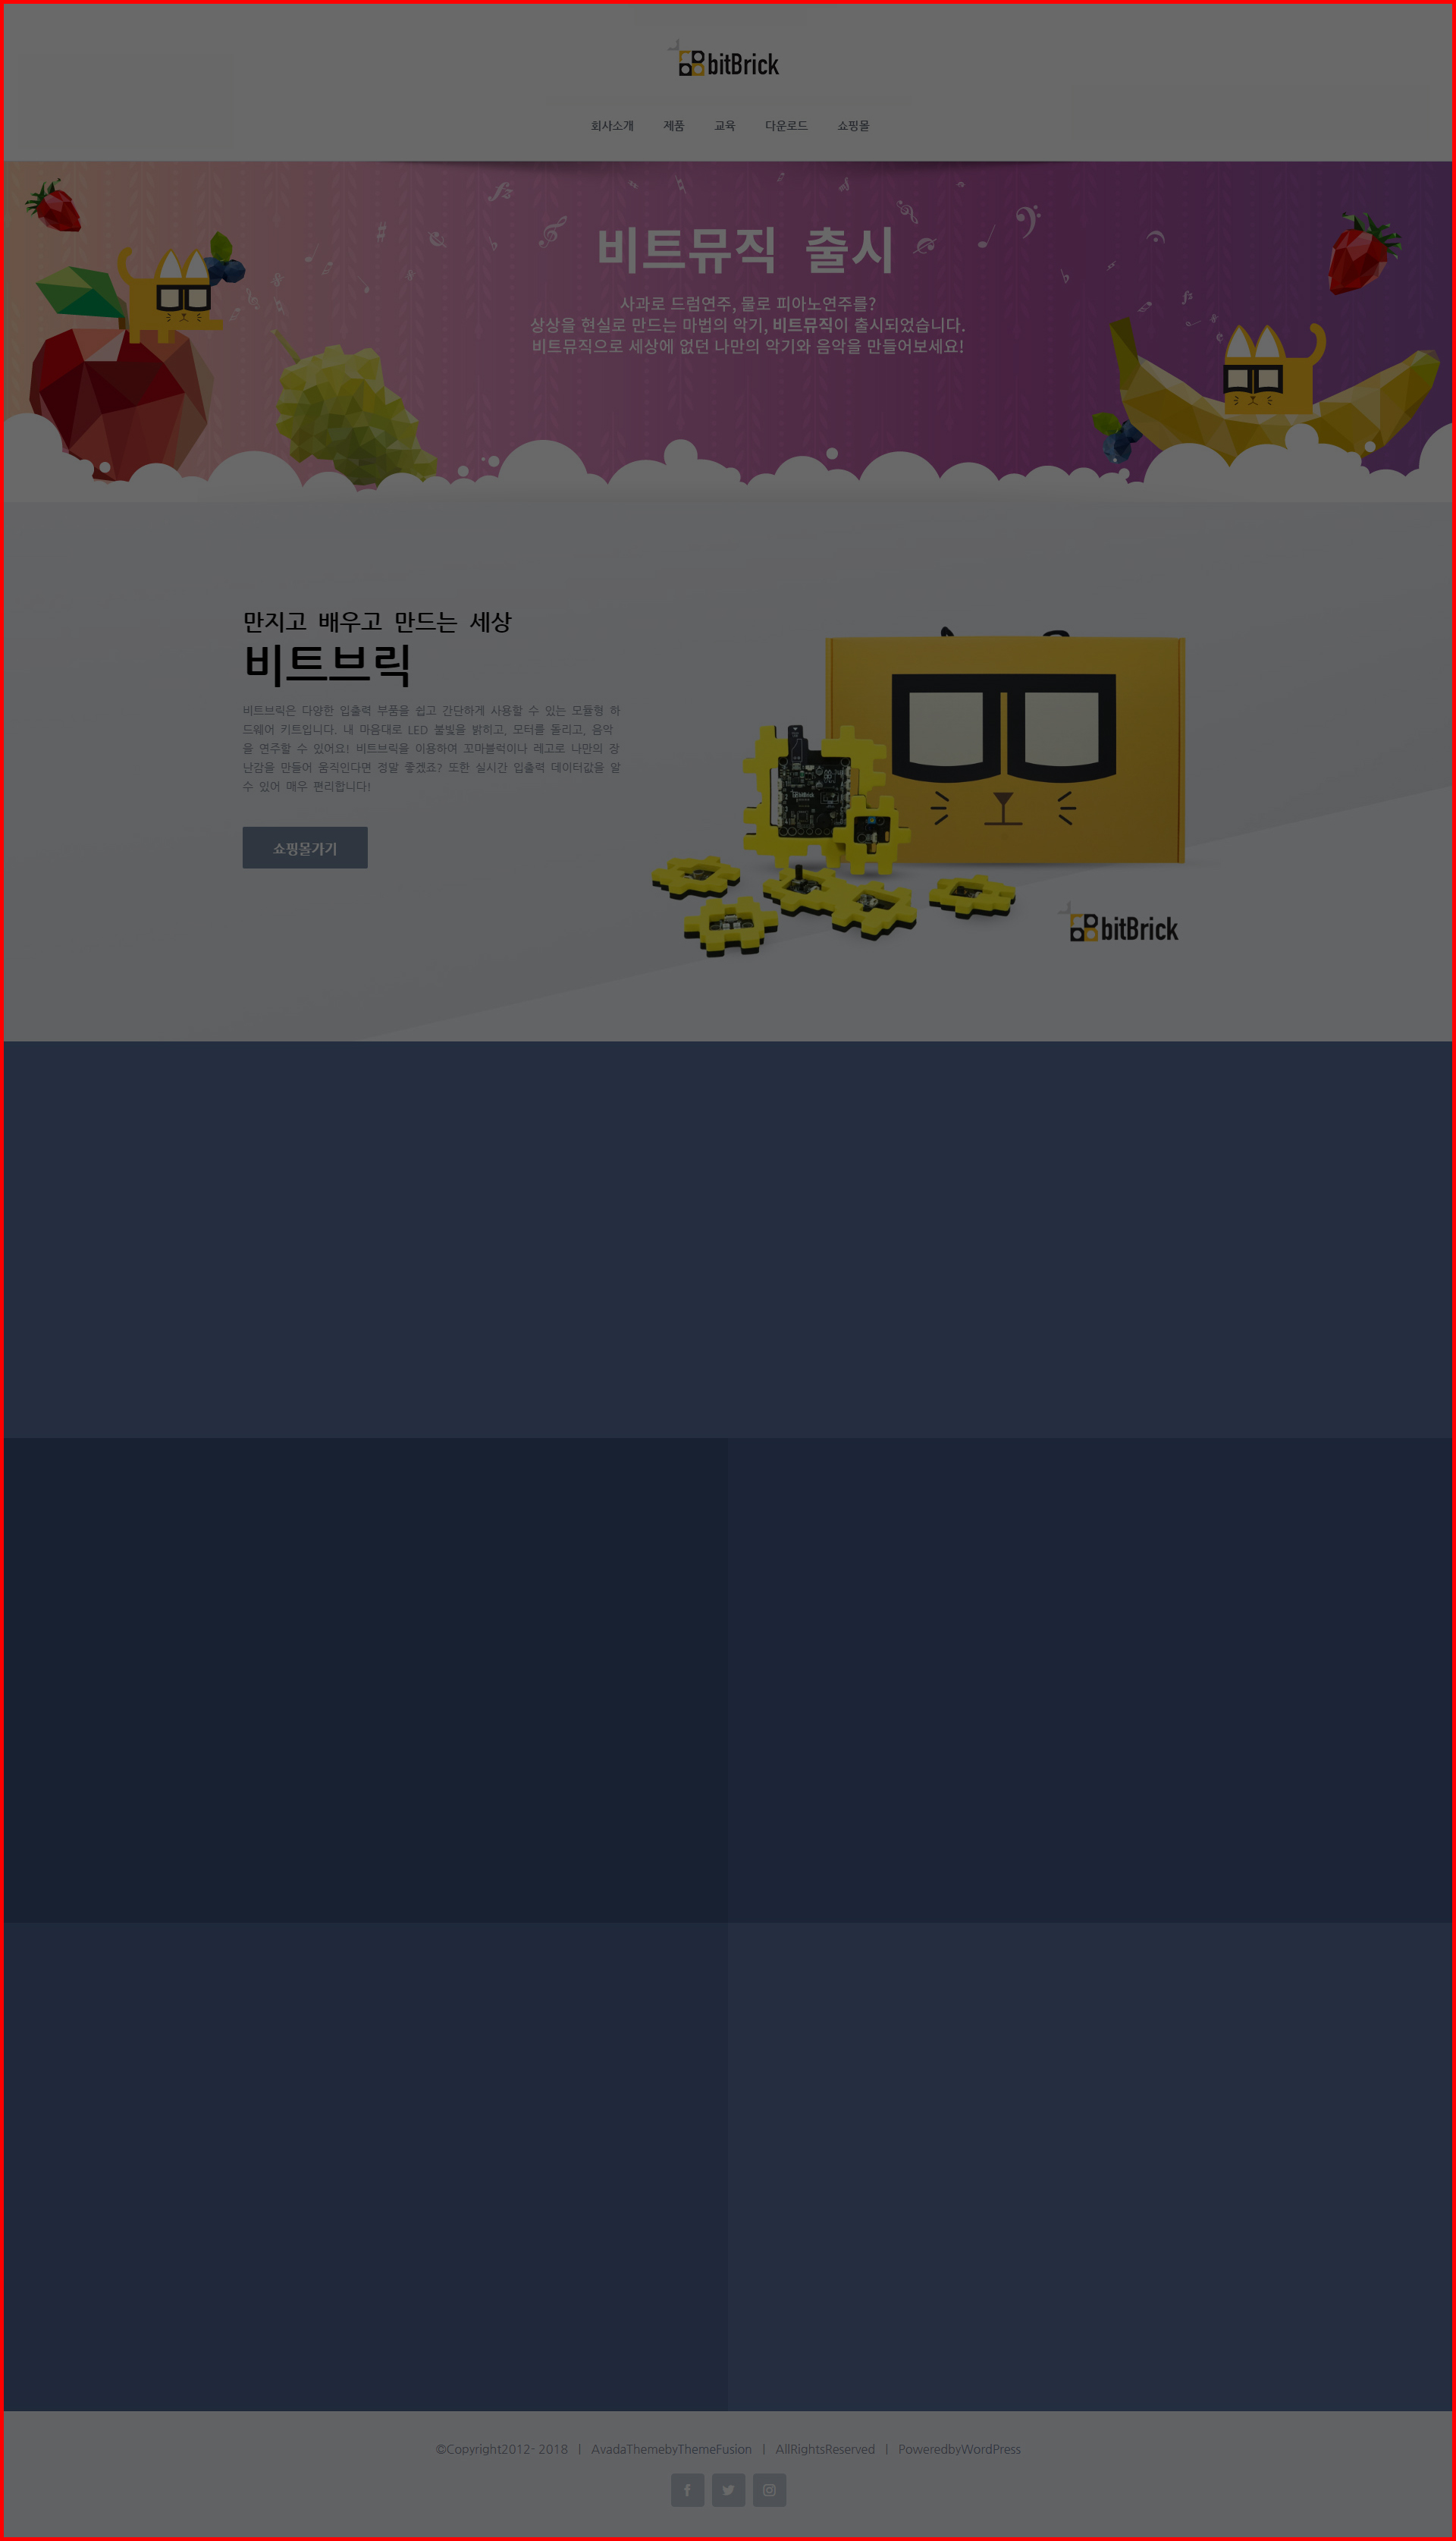 bitBrick
회사소개 제품 교육 다운로드 쇼핑몰
비트뮤직 출시
사과로 드럼연주, 물로 피아노연주를?
상상을 현실로 만드는 마법의 악기, 비트뮤직이 출시되었습니다.
비트뮤직으로 세상에 없던 나만의 악기와 음악을 만들어보세요!
만지고 배우고 만드는 세상
비트브릭
비트브릭은 다양한 입출력 부품을 쉽고 간단하게 사용할 수 있는 모듈형 하
드웨어 키트입니다. 내 마음대로 LED 불빛을 밝히고, 모터를 돌리고, 음악
을 연주할 수 있어요! 비트브릭을 이용하여 꼬마블럭이나 레고로 나만의 장
난감을 만들어 움직인다면 정말 좋겠죠? 또한 실시간 입출력 데이터값을 알
수 있어 매우 편리합니다!
쇼핑몰가기
bitBrick
©Copyright2012- 2018 | AvadaThemebyThemeFusion | AllRightsReserved | PoweredbyWordPress